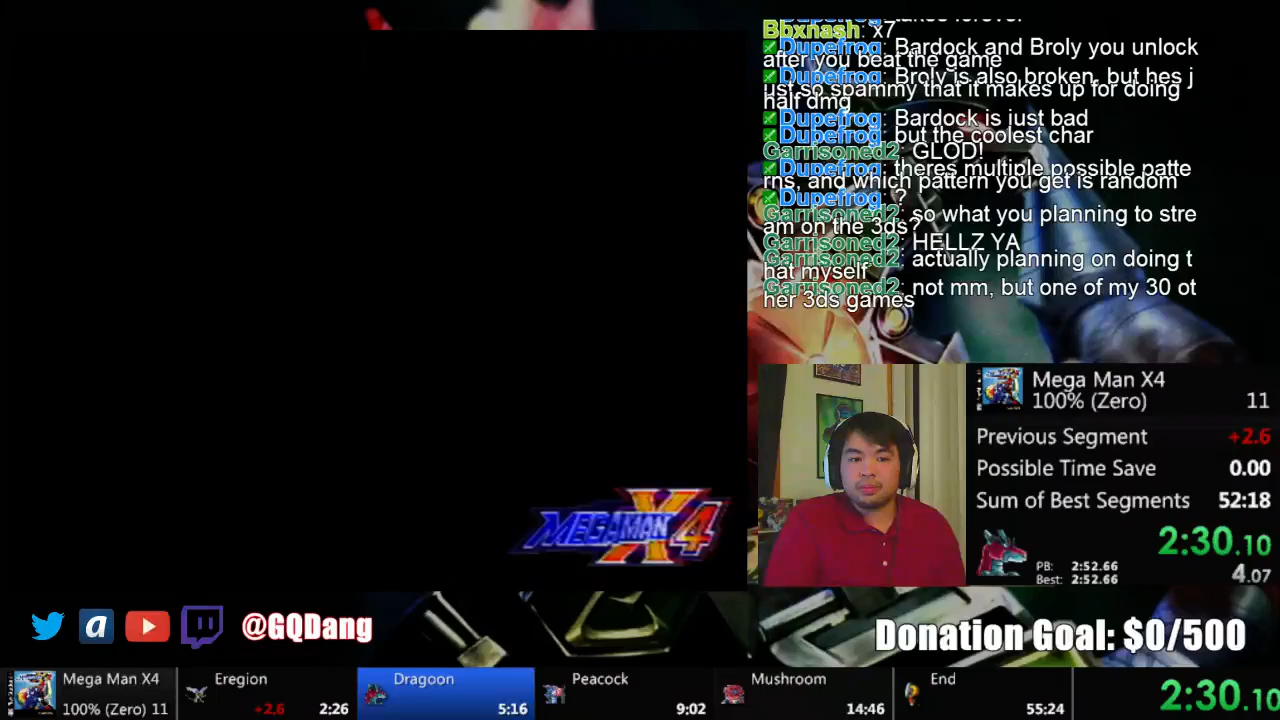 takes forever
Bbxnash: x7
Dupefrog: Bardock and Broly you unlock
after you beat the game
Dupefrog: Broly is also broken, but hes j
ust so spammy that it makes up for doing
half dmg
Dupefrog: Bardock is just bad
Dupefrog: but the coolest char
Garrisoned2: GLOD!
Dupefrog: theres multiple possible patte
rns, and which pattern you get is random
Dupefrog: ?
Garrisoned2: so what you planning to stre
am on the 3ds?
Garrisoned2: HELLZ YA
Garrisoned2: actually planning on doing t
hat myself
Garrisoned2: not mm, but one of my 30 ot
her 3ds games
MEGAMAN X4
Mega Man X4
100% (Zero) 11
Previous Segment +2.6
Possible Time Save 0.00
Sum of Best Segments 52:18
2:30.10
PB: 2:52.66
Best: 2:52.66
4.07
@GQDang
Donation Goal: $0/500
Mega Man X4
100% (Zero) 11
Eregion
+2.6 2:26
Dragoon
5:16
Peacock
9:02
Mushroom
14:46
End
55:24
2:30.10